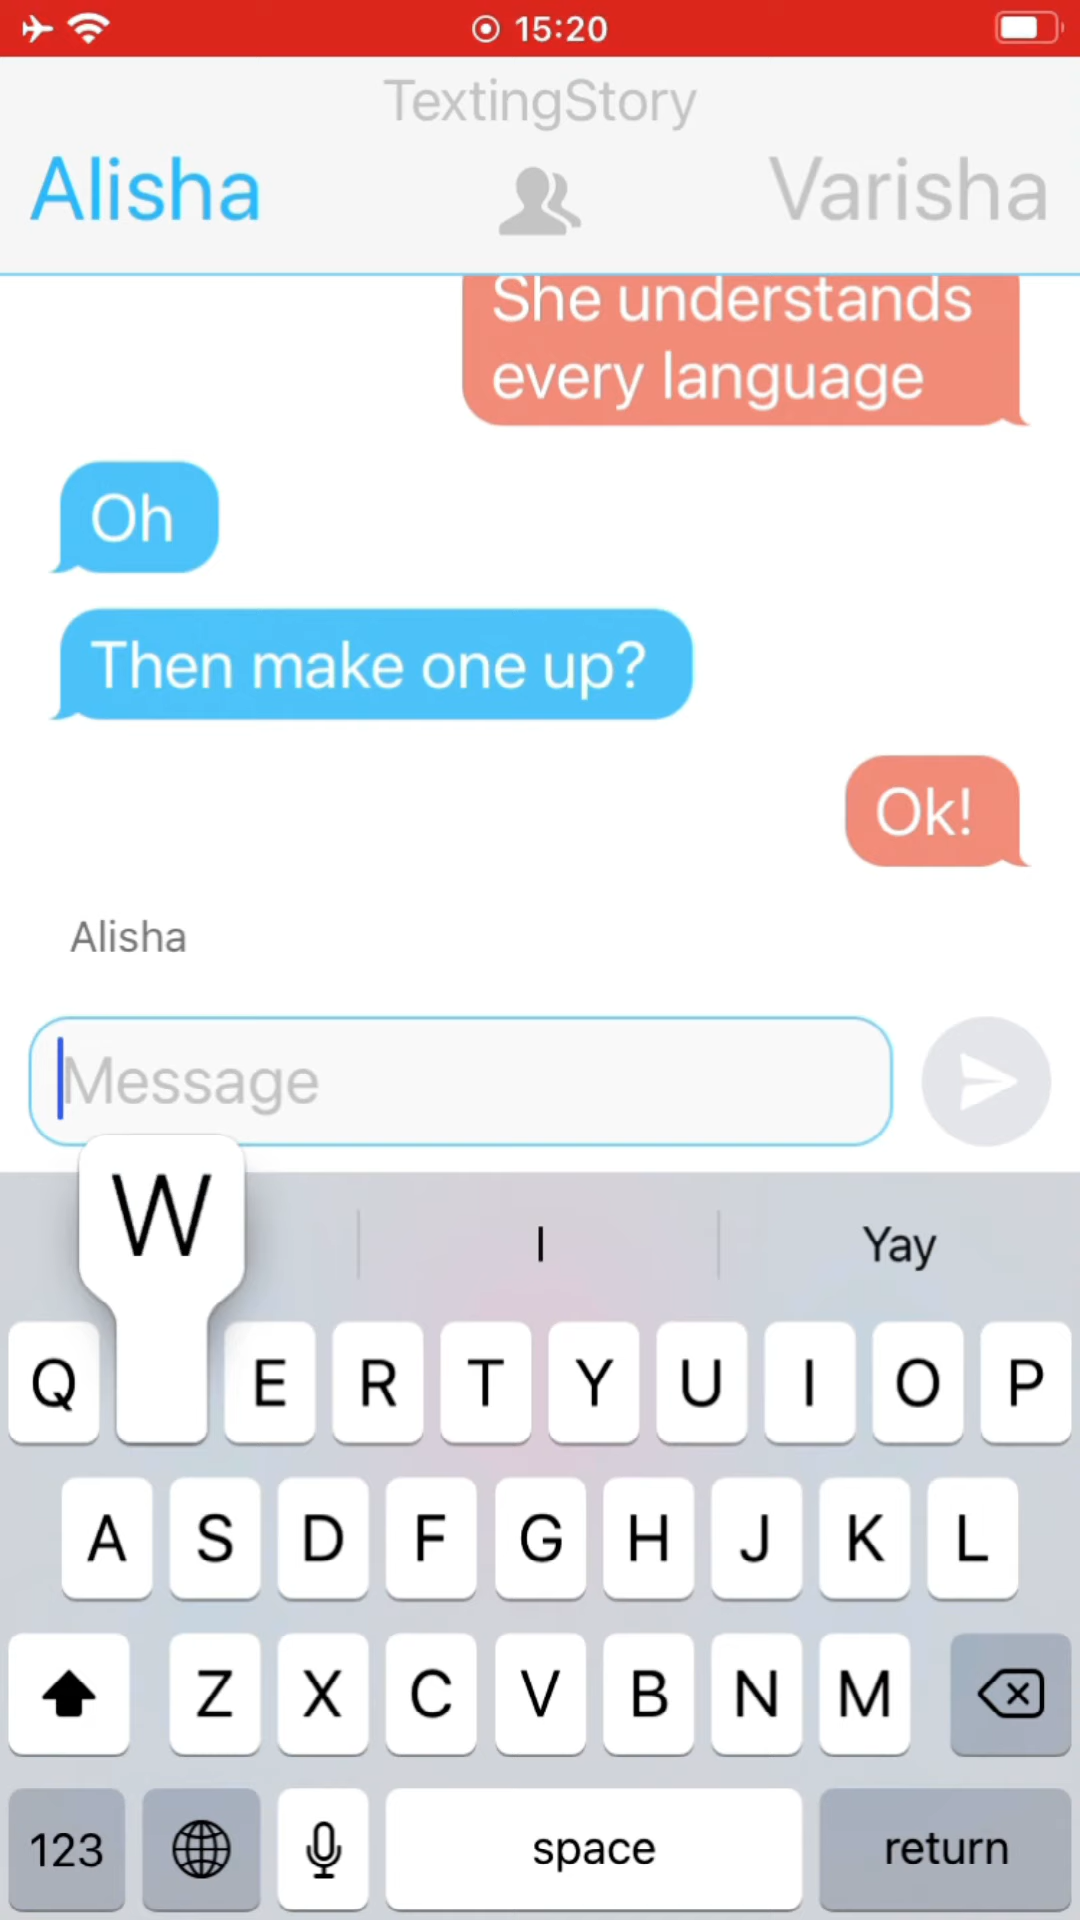 15:20
TextingStory
Alisha
Varisha
She understands
every language
Oh
Then make one up?
Ok!
Alisha
Message
W
I
Yay
Q E R T Y U I O P
A S D F G H J K L
Z X C V B N M
123
space
return